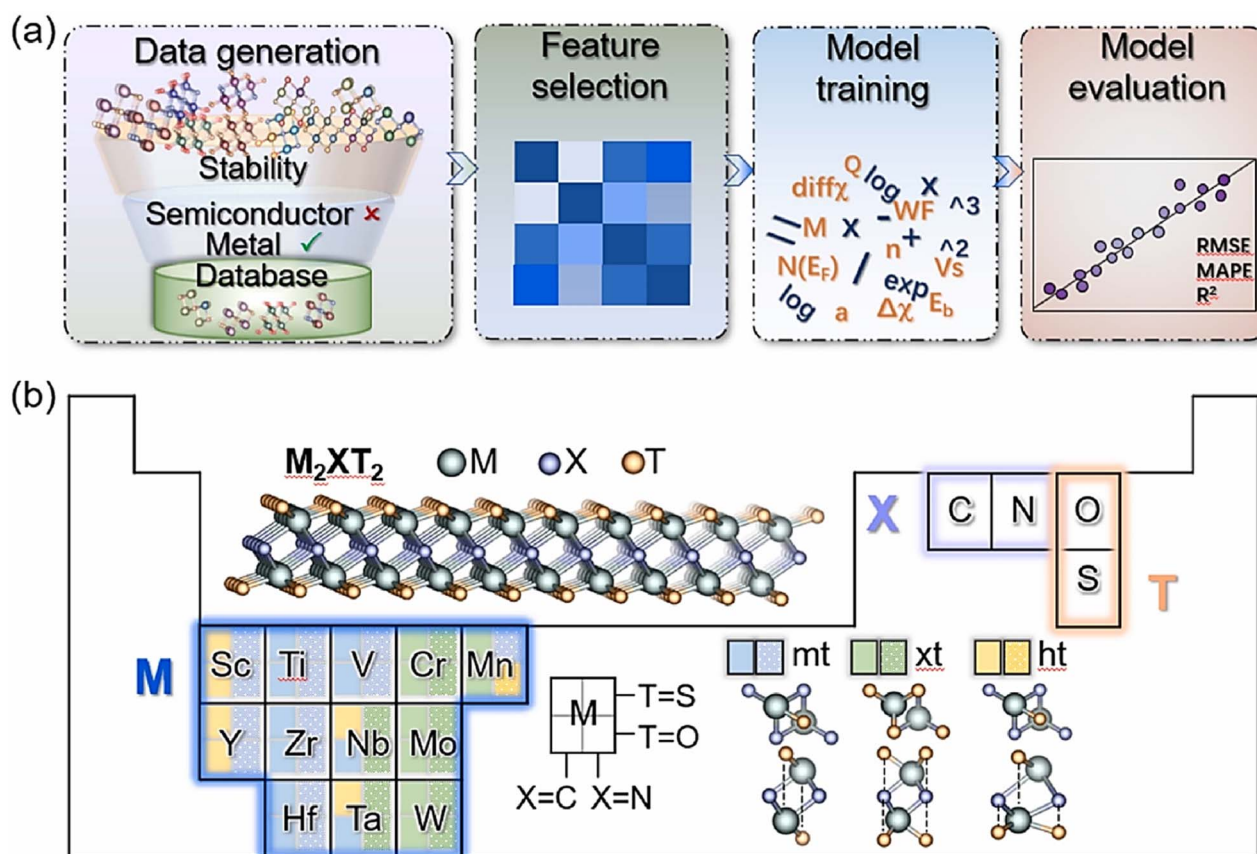 (a)
Data generation
Stability
Semiconductor ✗
Metal ✓
Database
Feature
selection
Model
training
diffχ Q log x ^3
= M x - WF
n + ^2
N(E_F) / exp Vs
log a Δχ E_b
Model
evaluation
RMSE
MAPE
R²
(b)
M₂XT₂ M X T
X C N O
S T
M Sc Ti V Cr Mn
Y Zr Nb Mo
Hf Ta W
M
T=S
T=O
X=C X=N
mt xt ht